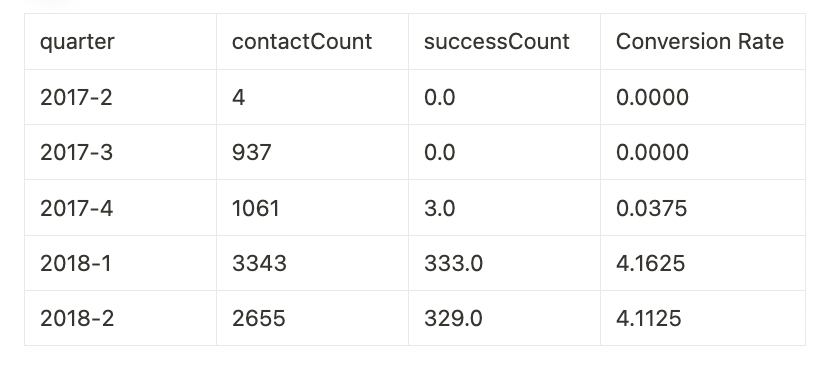 quarter contactCount successCount Conversion Rate
2017-2 4 0.0 0.0000
2017-3 937 0.0 0.0000
2017-4 1061 3.0 0.0375
2018-1 3343 333.0 4.1625
2018-2 2655 329.0 4.1125